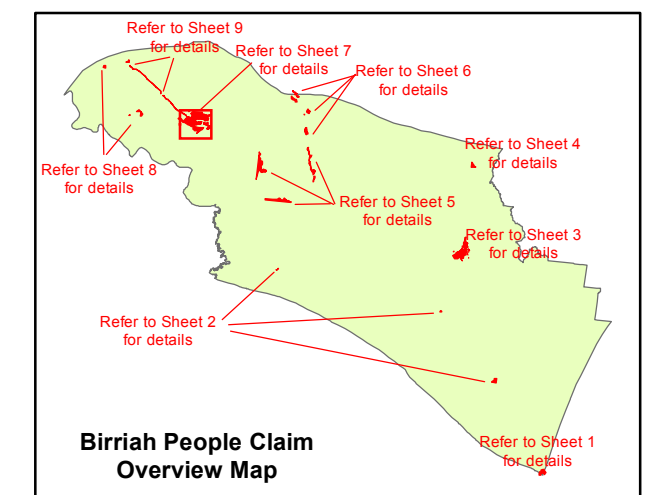 Refer to Sheet 9
for details
Refer to Sheet 7
for details
Refer to Sheet 6
for details
Refer to Sheet 4
for details
Refer to Sheet 8
for details
Refer to Sheet 5
for details
Refer to Sheet 3
for details
Refer to Sheet 2
for details
Birriah People Claim
Overview Map
Refer to Sheet 1
for details